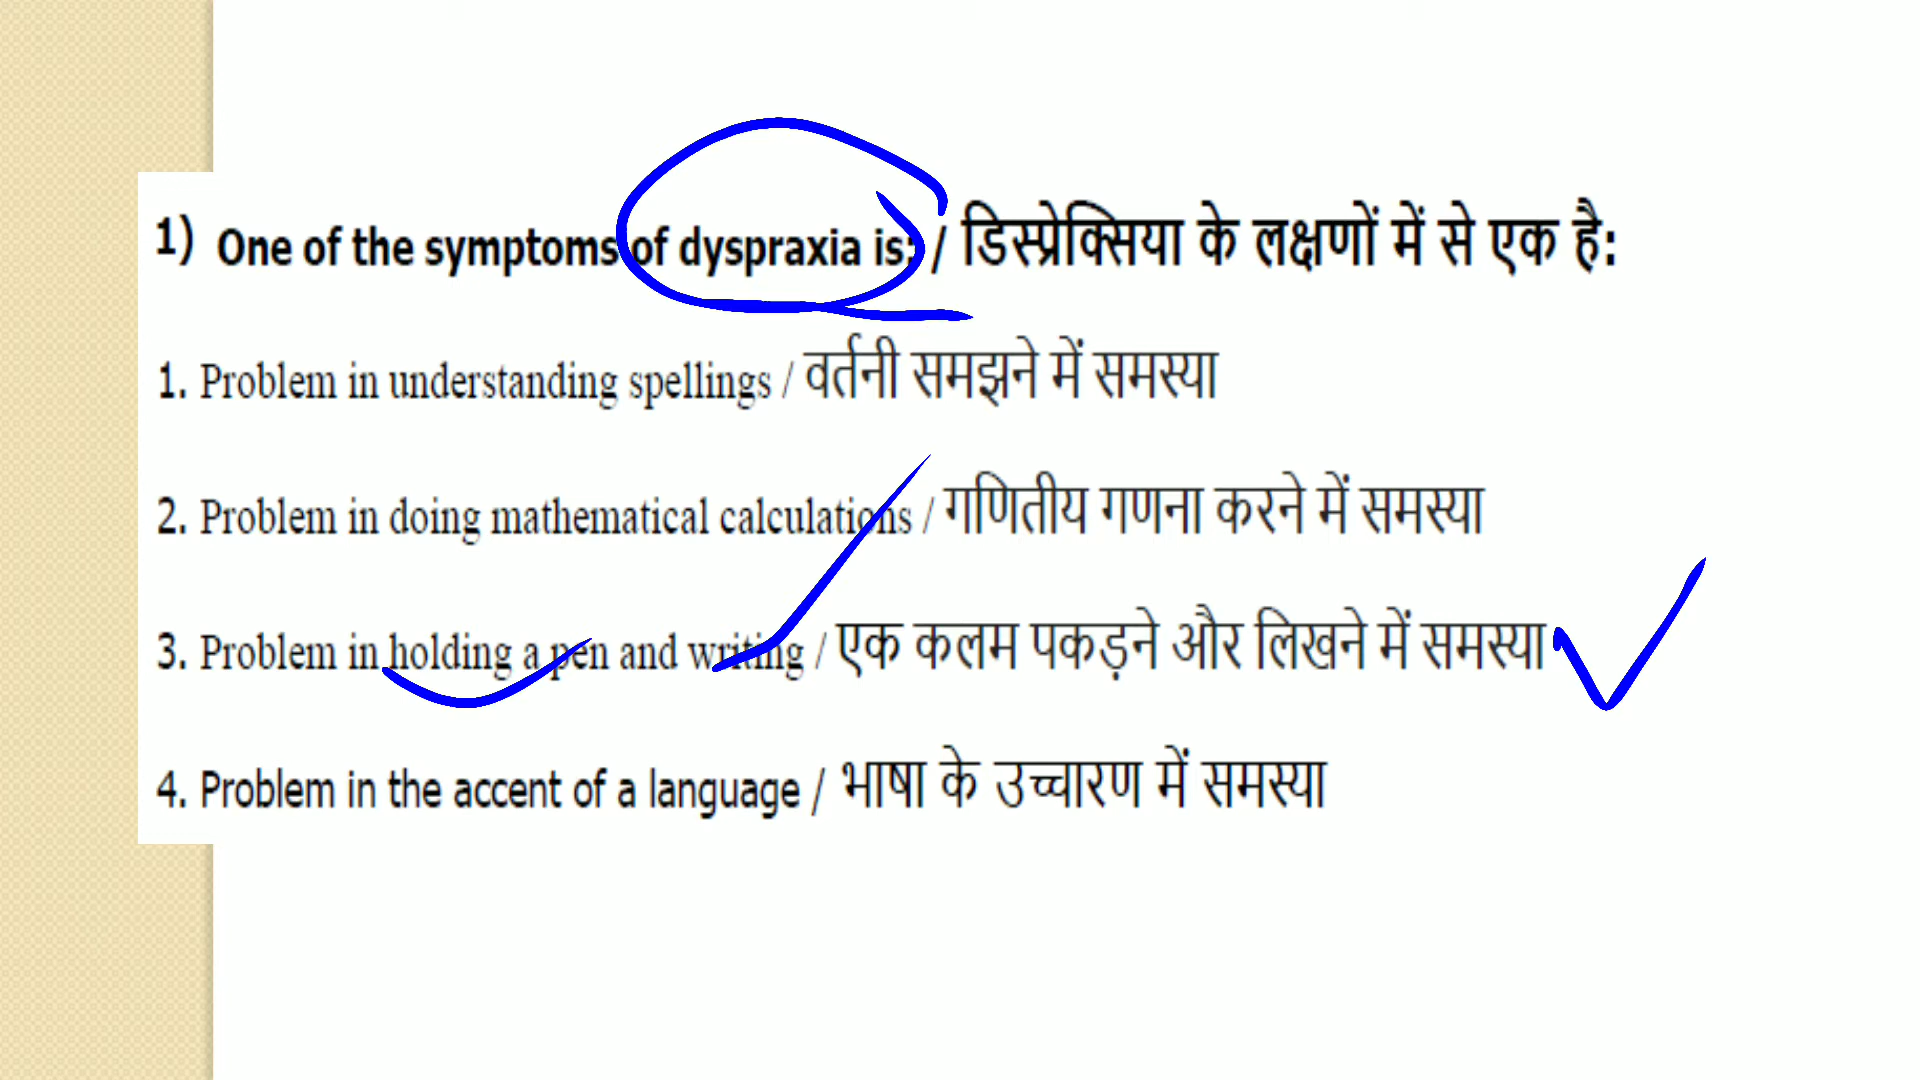 1) One of the symptoms of dyspraxia is: / डिस्प्रेक्सिया के लक्षणों में से एक है:
1. Problem in understanding spellings / वर्तनी समझने में समस्या
2. Problem in doing mathematical calculations / गणितीय गणना करने में समस्या
3. Problem in holding a pen and writing / एक कलम पकड़ने और लिखने में समस्या
4. Problem in the accent of a language / भाषा के उच्चारण में समस्या